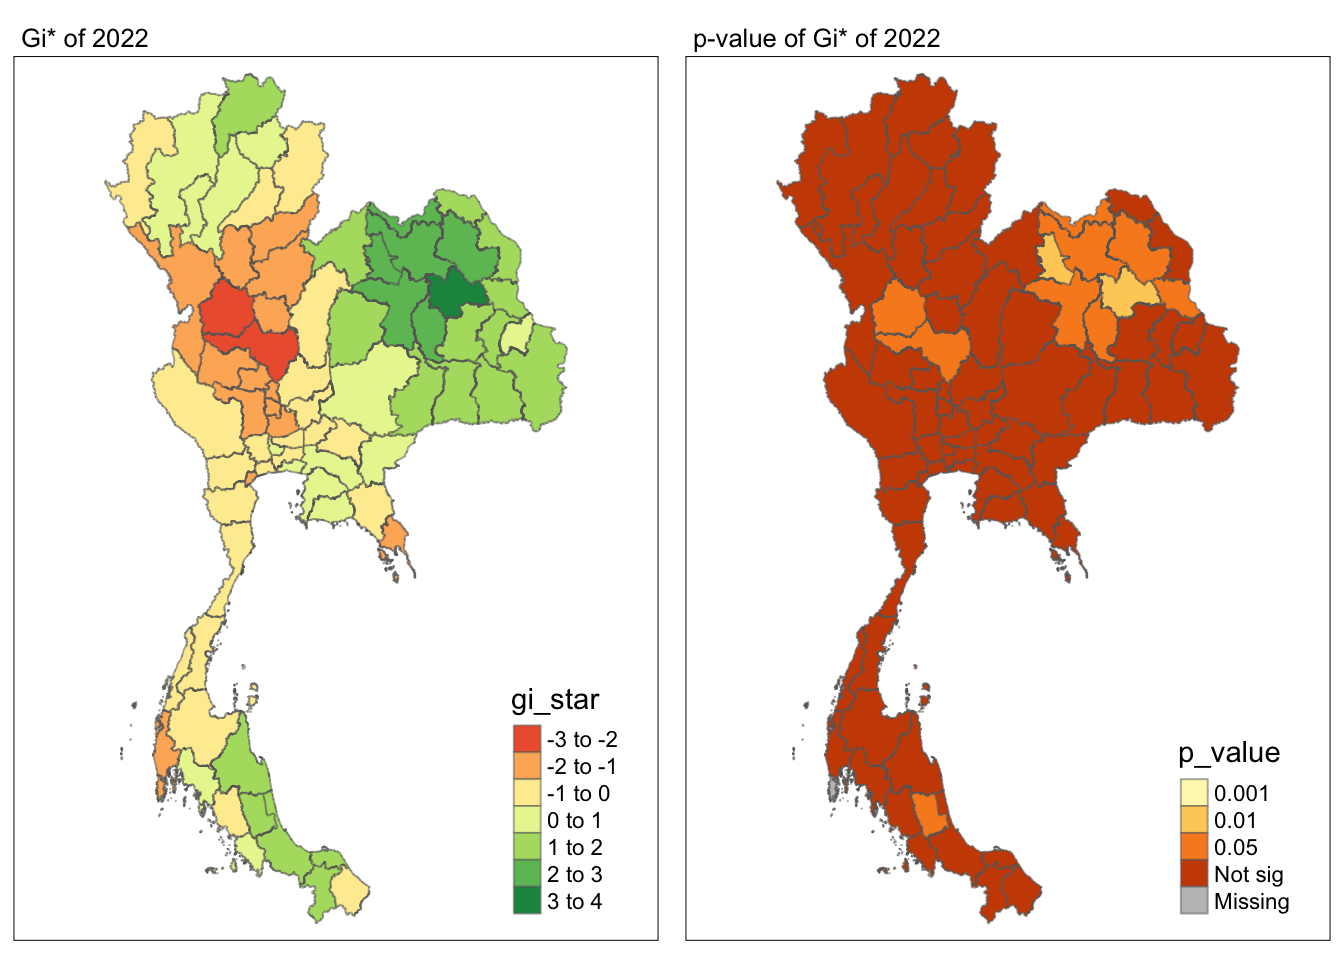 Gi* of 2022
gi_star
-3 to -2
-2 to -1
-1 to 0
0 to 1
1 to 2
2 to 3
3 to 4
p-value of Gi* of 2022
p_value
0.001
0.01
0.05
Not sig
Missing